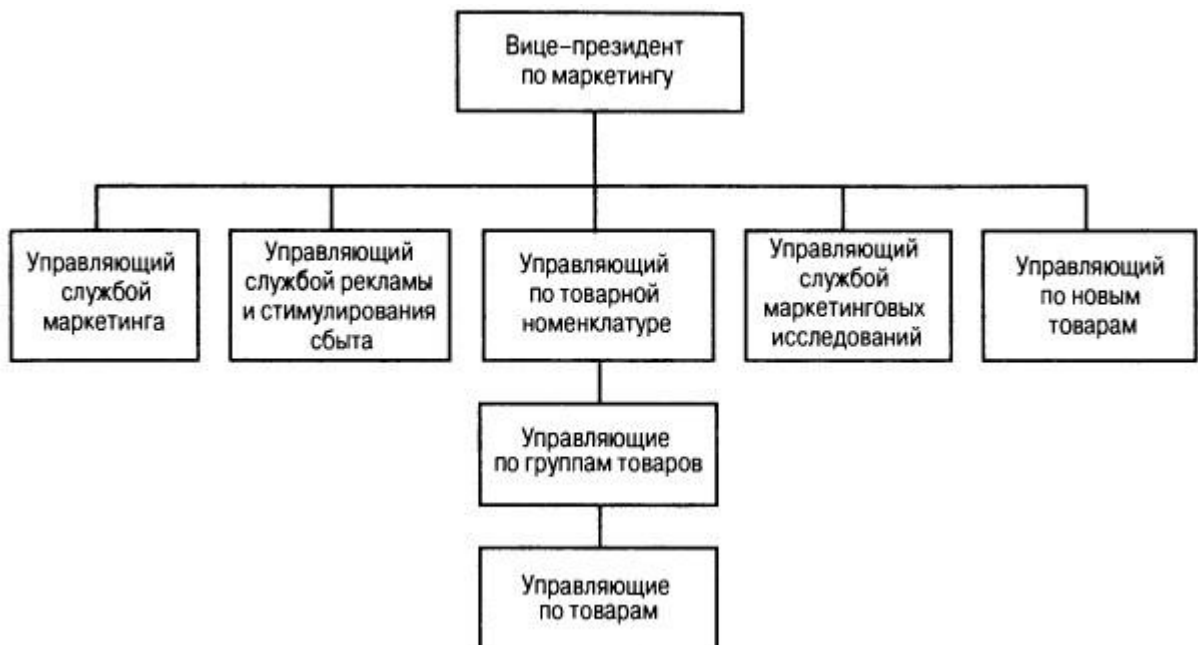 Вице-президент
по маркетингу
Управляющий
службой
маркетинга
Управляющий
службой рекламы
и стимулирования
сбыта
Управляющий
по товарной
номенклатуре
Управляющий
службой
маркетинговых
исследований
Управляющий
по новым
товарам
Управляющие
по группам товаров
Управляющие
по товарам